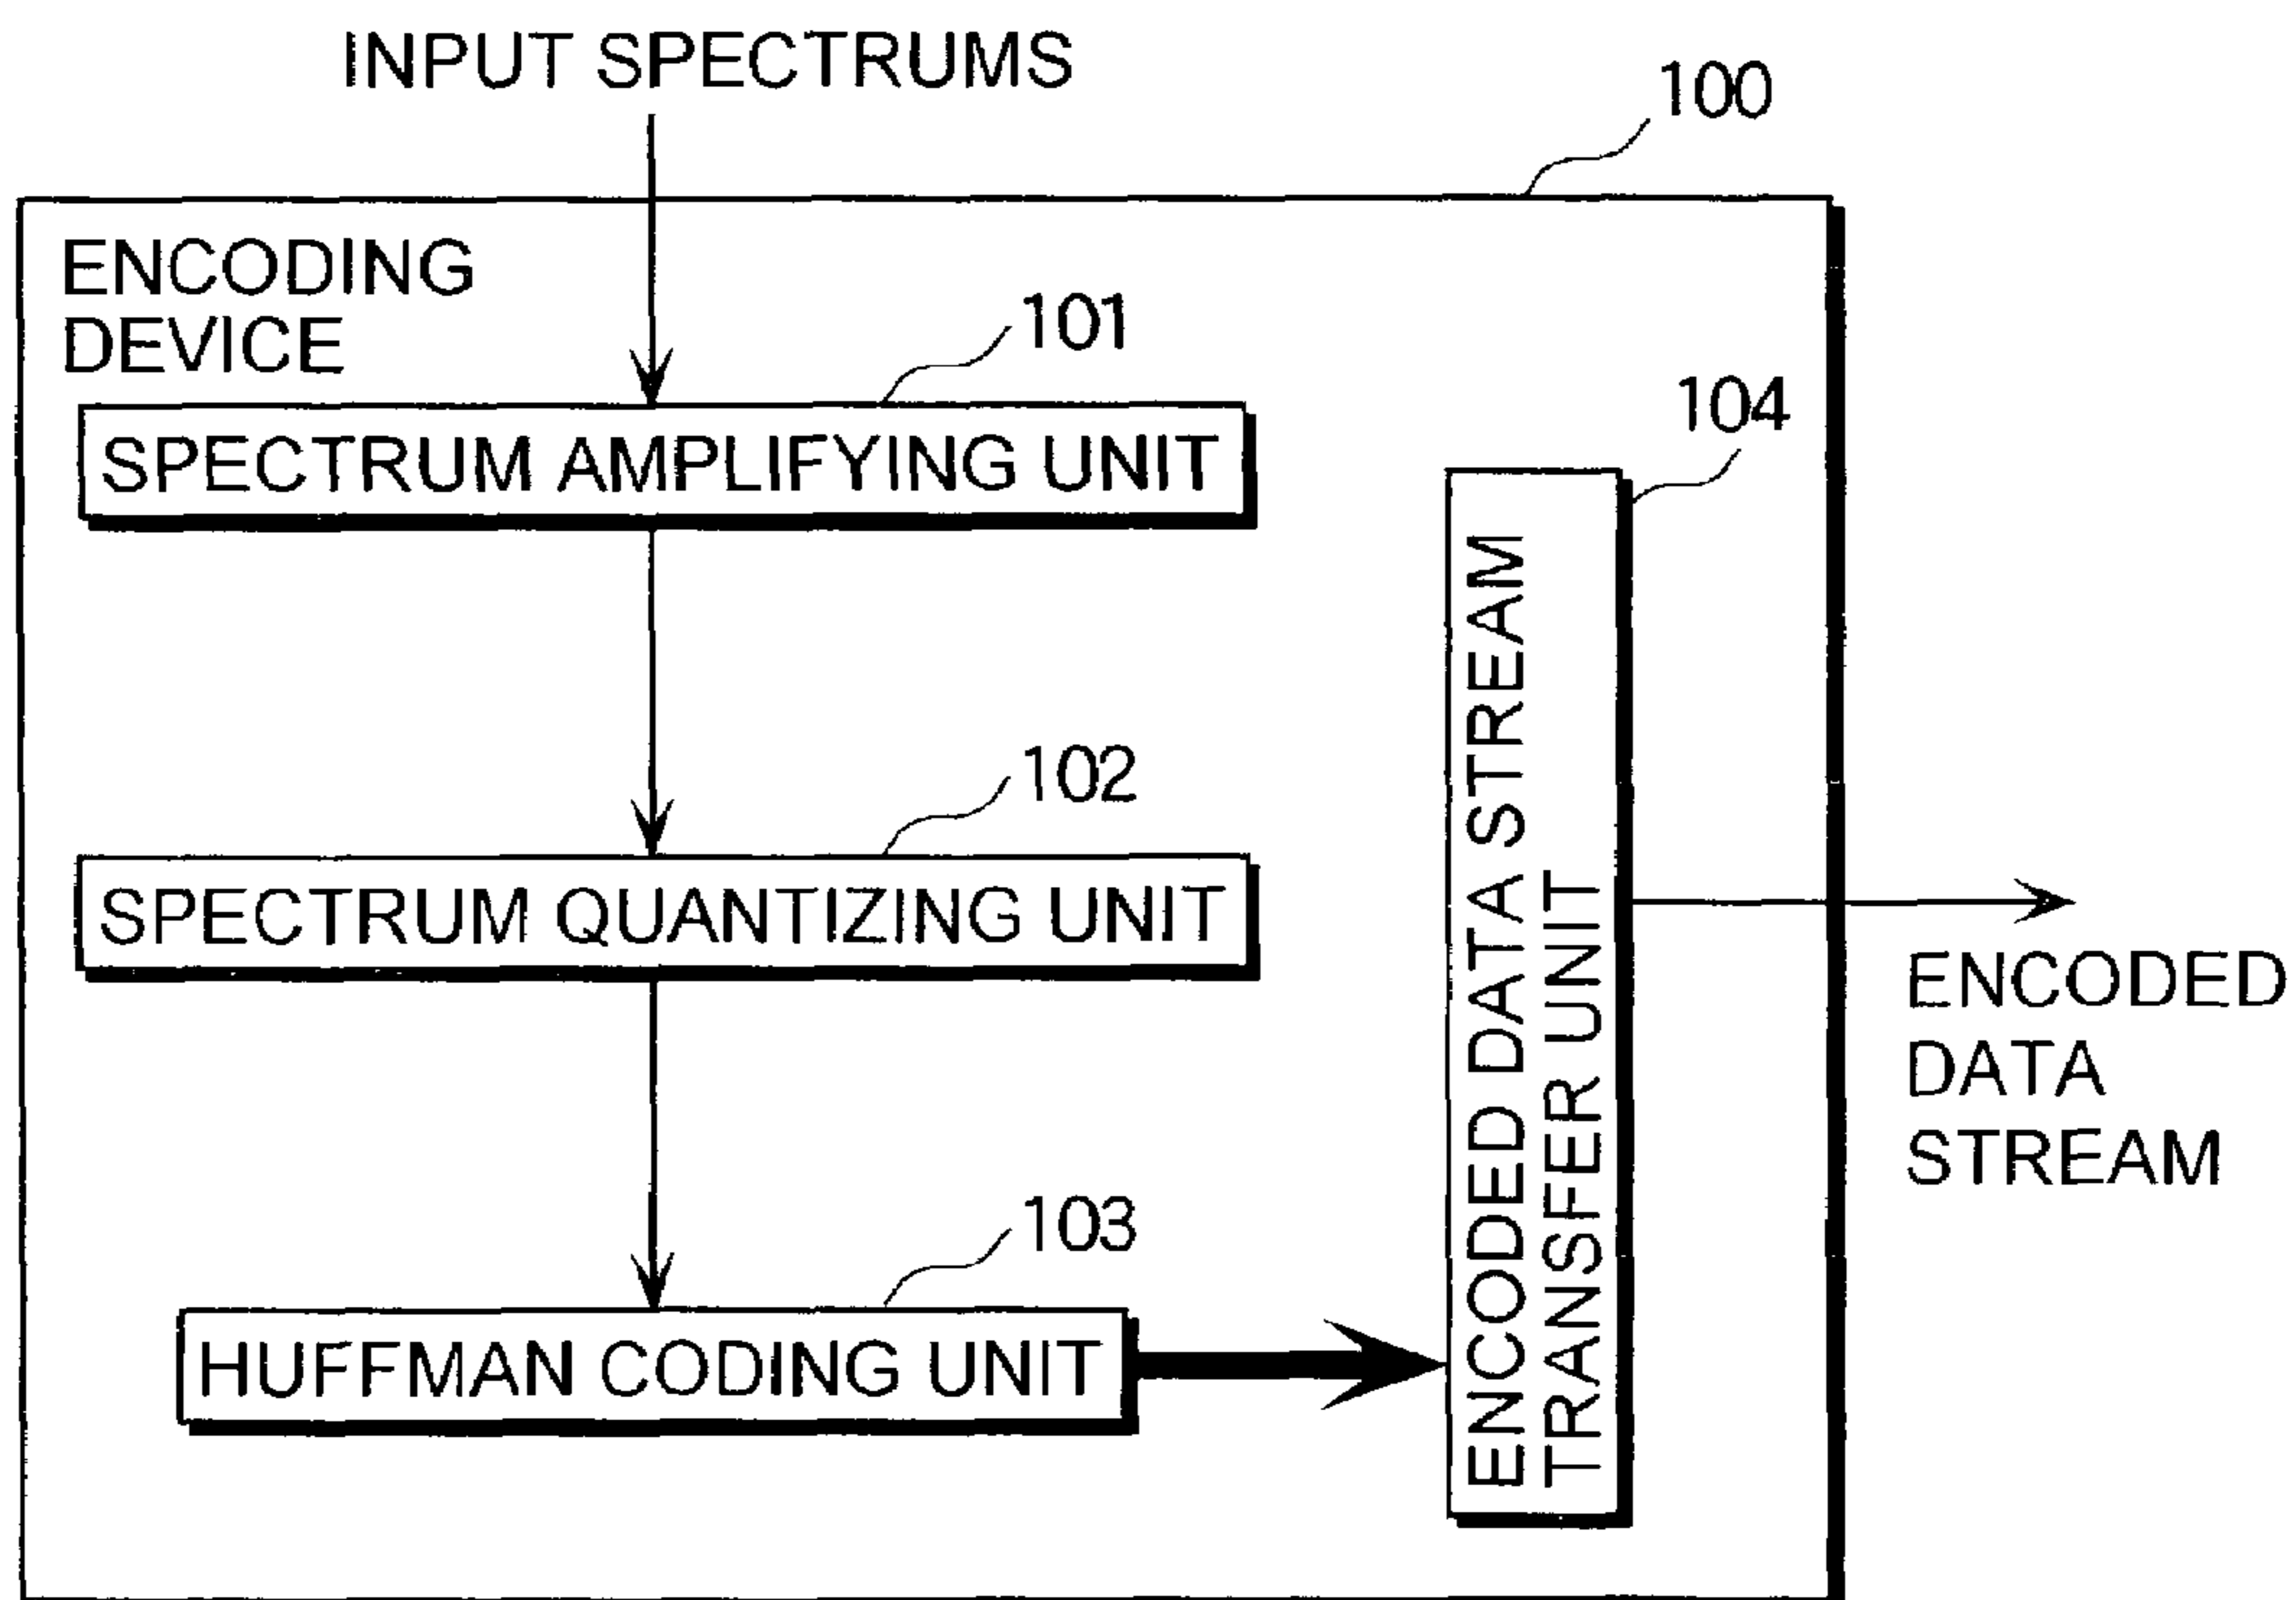 INPUT SPECTRUMS
100
ENCODING
DEVICE
101
SPECTRUM AMPLIFYING UNIT
104
ENCODED DATA STREAM
TRANSFER UNIT
102
SPECTRUM QUANTIZING UNIT
ENCODED
DATA
STREAM
103
HUFFMAN CODING UNIT